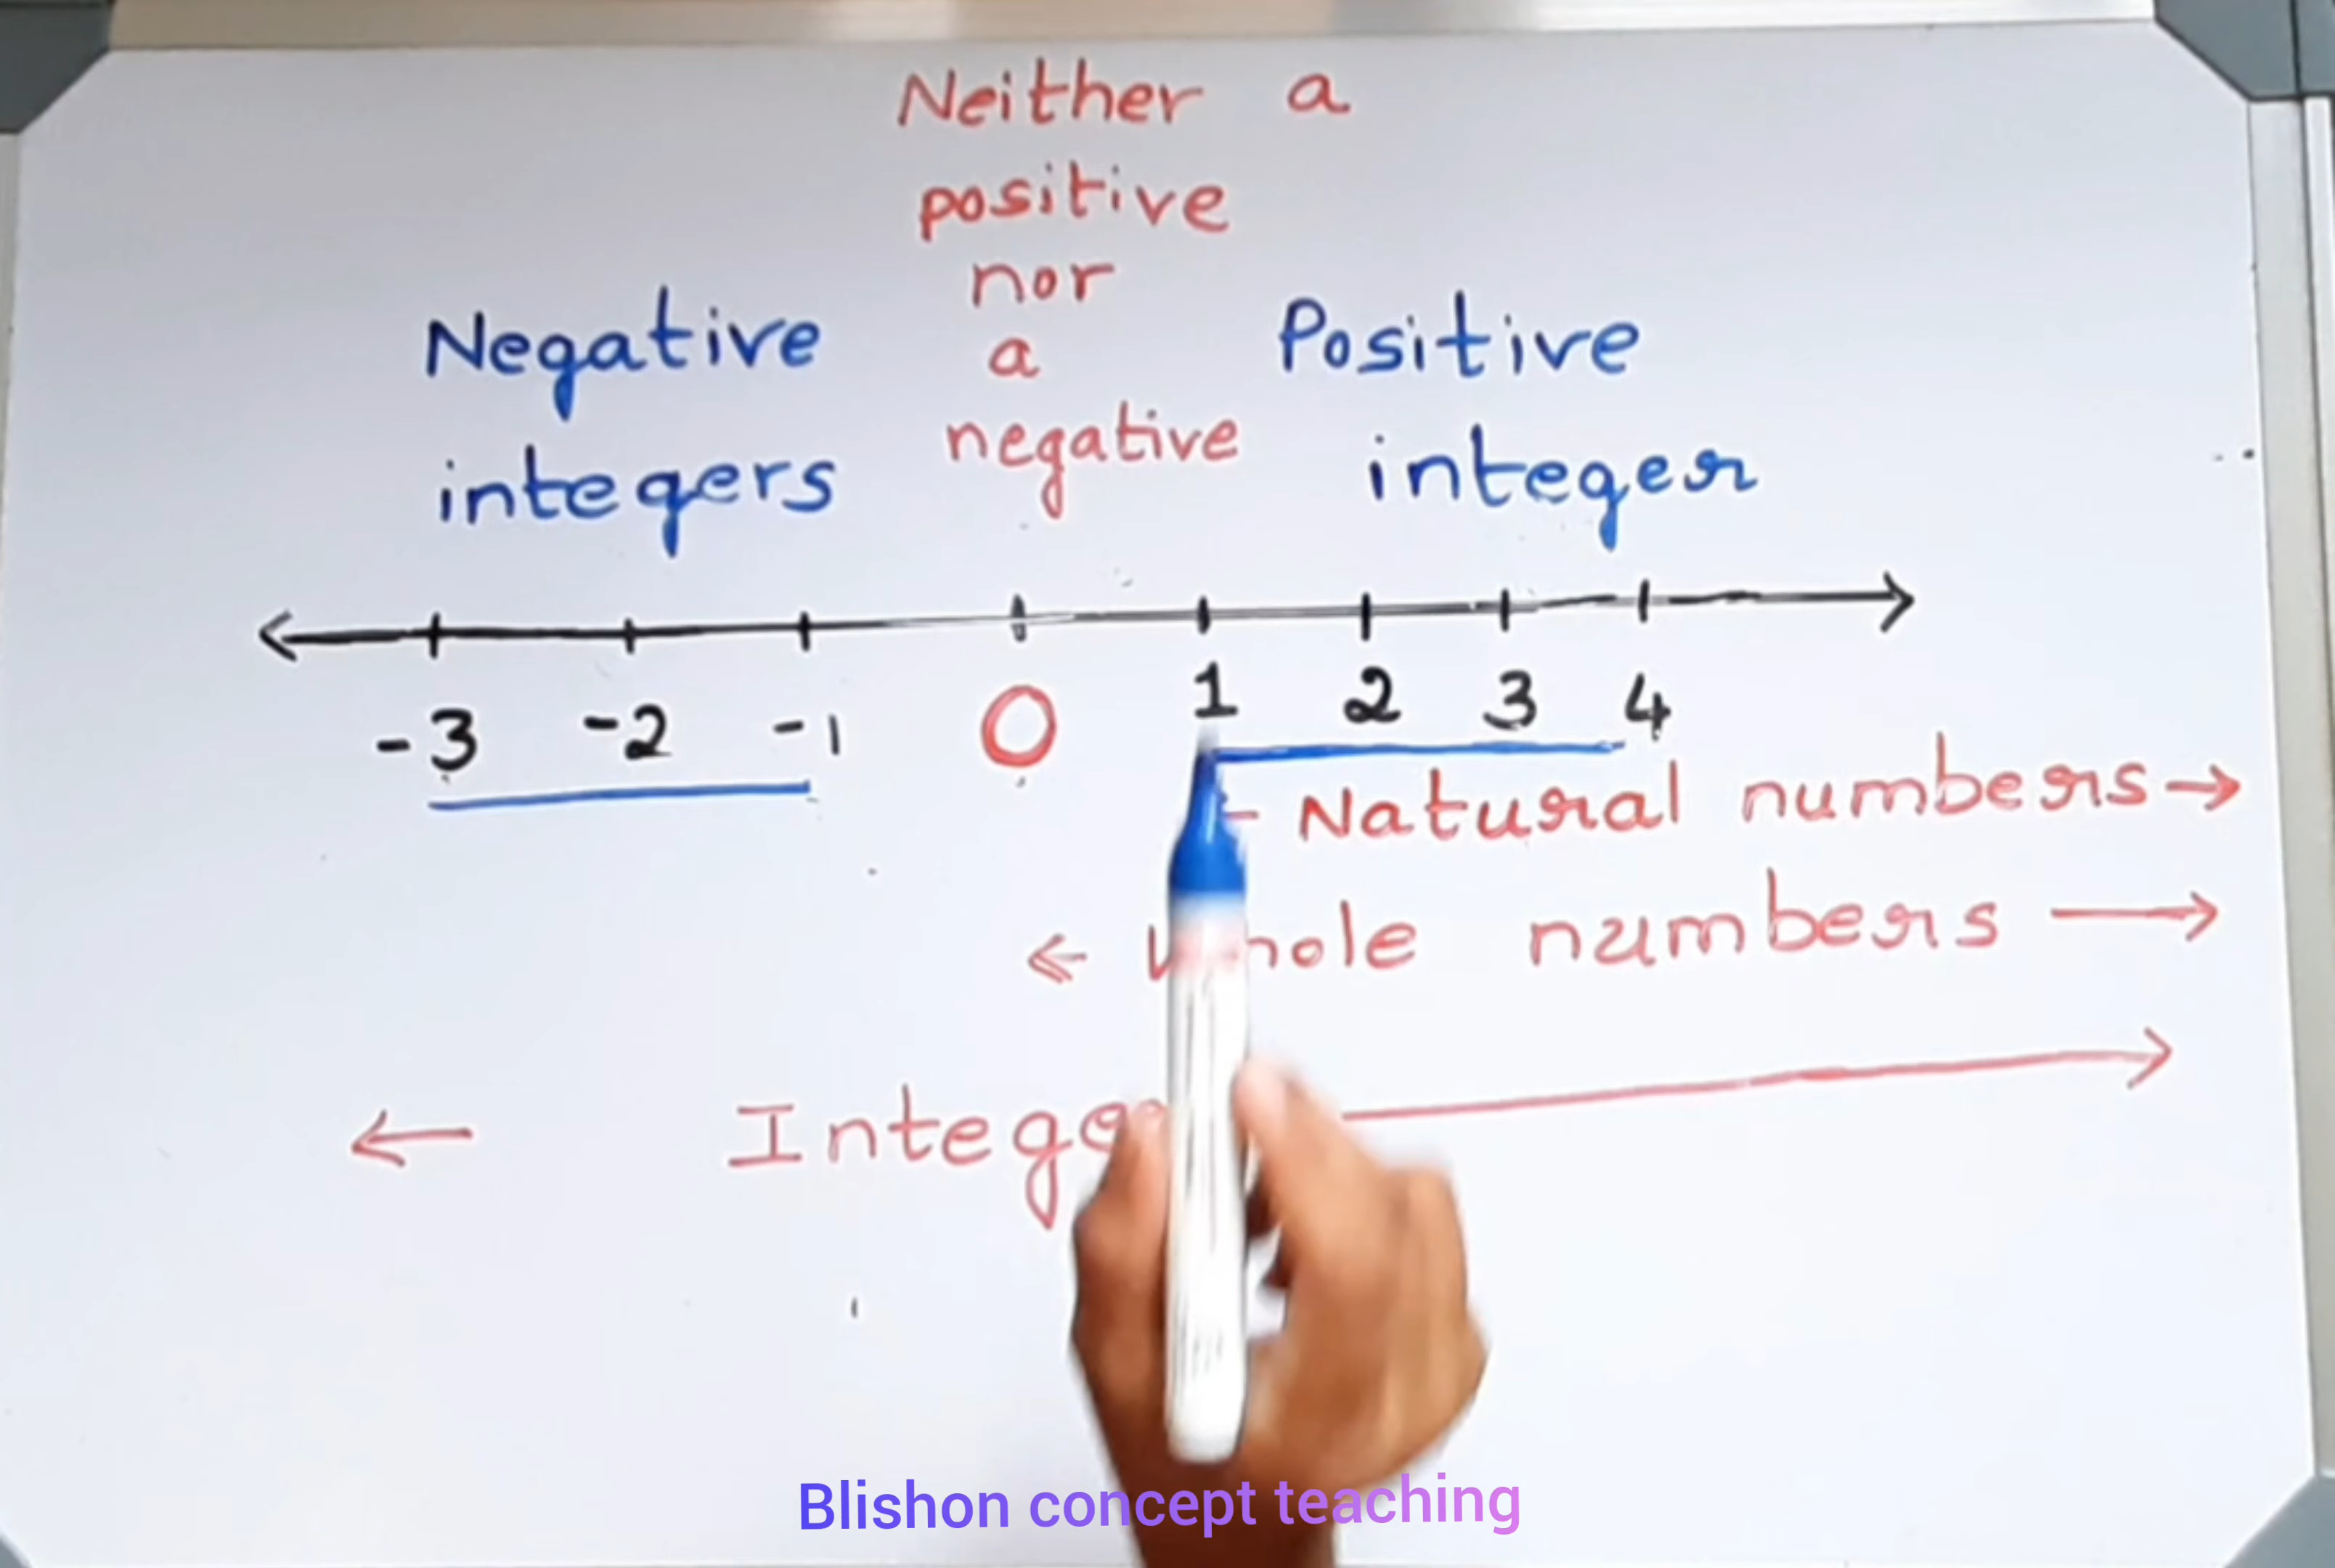 Neither a
positive
nor
a
negative
Negative
integers
Positive
integer
-3 -2 -1 0 1 2 3 4
Natural numbers
numbers
Blishon concept teaching